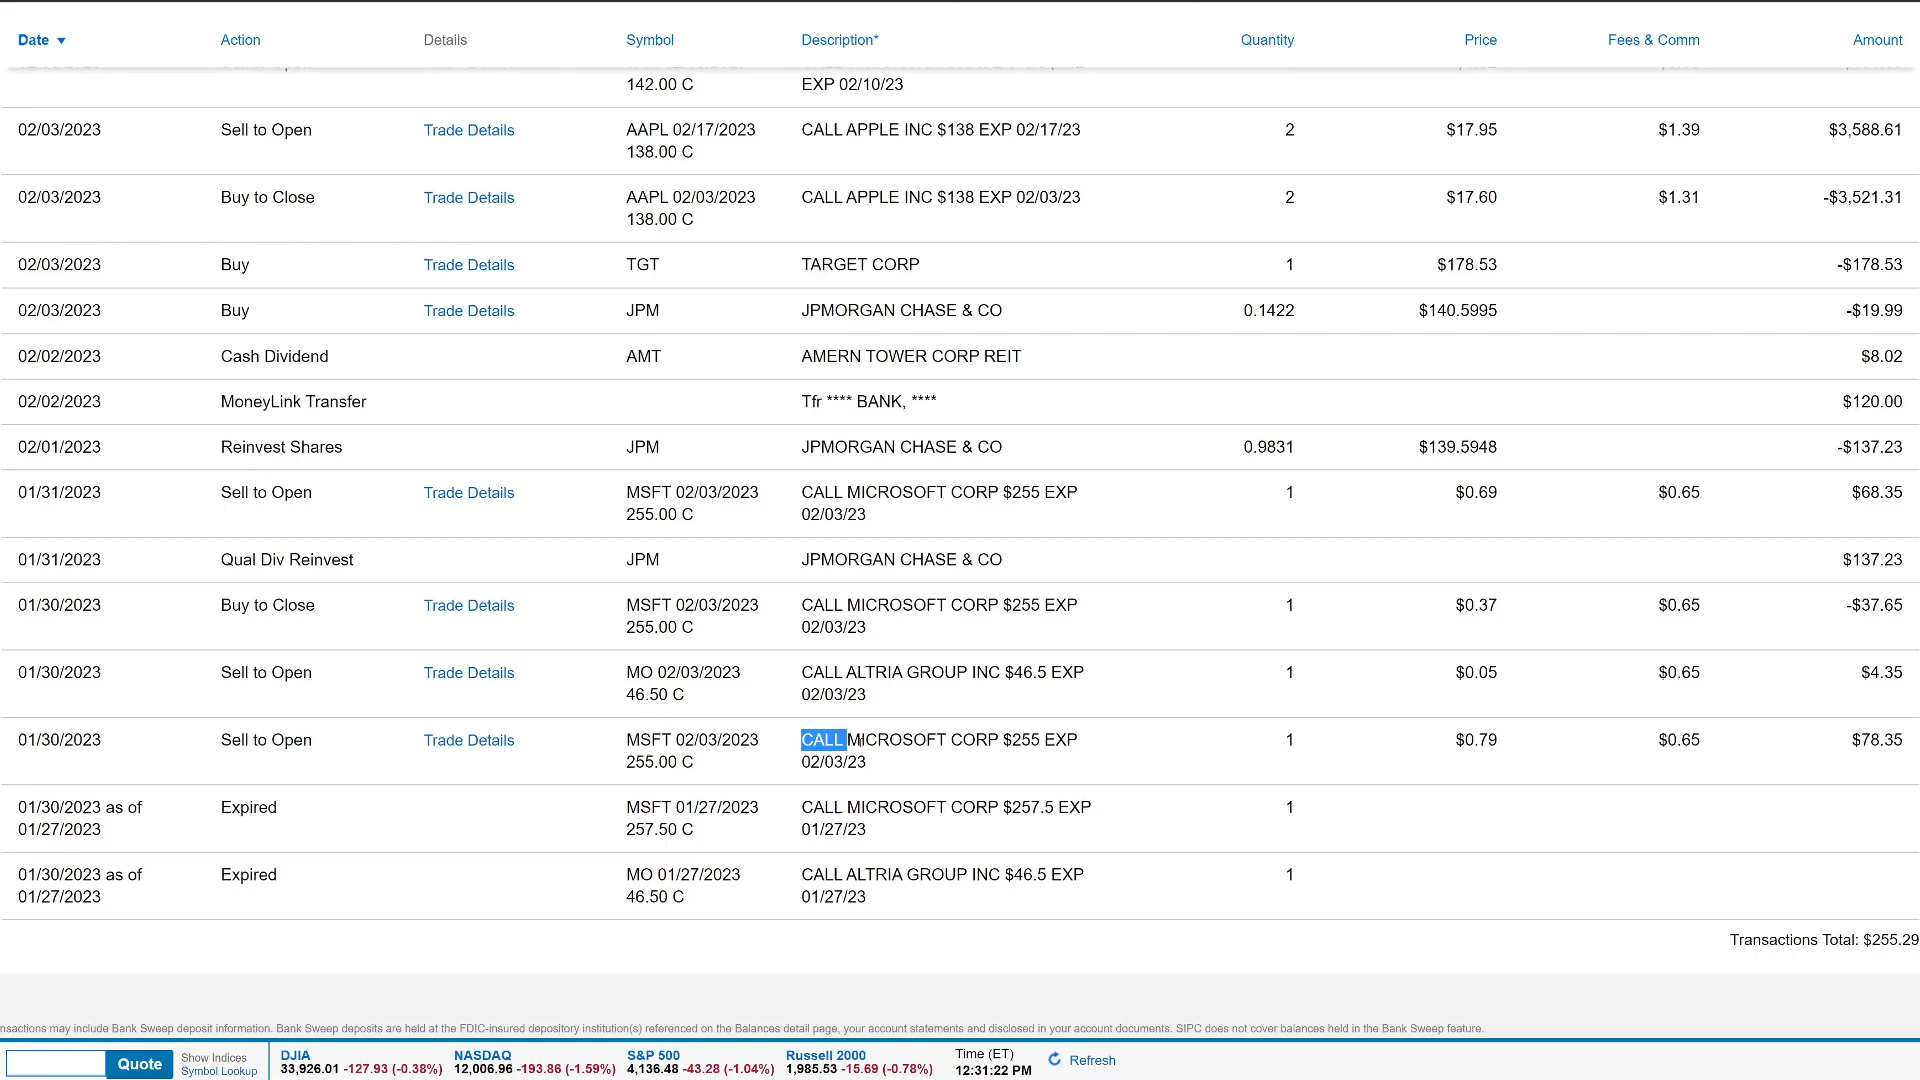 Date ▼ Action Details Symbol Description* Quantity Price Fees & Comm Amount
142.00 C EXP 02/10/23
02/03/2023 Sell to Open Trade Details AAPL 02/17/2023 CALL APPLE INC $138 EXP 02/17/23 2 $17.95 $1.39 $3,588.61
138.00 C
02/03/2023 Buy to Close Trade Details AAPL 02/03/2023 CALL APPLE INC $138 EXP 02/03/23 2 $17.60 $1.31 -$3,521.31
138.00 C
02/03/2023 Buy Trade Details TGT TARGET CORP 1 $178.53 -$178.53
02/03/2023 Buy Trade Details JPM JPMORGAN CHASE & CO 0.1422 $140.5995 -$19.99
02/02/2023 Cash Dividend AMT AMERN TOWER CORP REIT $8.02
02/02/2023 MoneyLink Transfer Tfr **** BANK, **** $120.00
02/01/2023 Reinvest Shares JPM JPMORGAN CHASE & CO 0.9831 $139.5948 -$137.23
01/31/2023 Sell to Open Trade Details MSFT 02/03/2023 CALL MICROSOFT CORP $255 EXP 1 $0.69 $0.65 $68.35
255.00 C 02/03/23
01/31/2023 Qual Div Reinvest JPM JPMORGAN CHASE & CO $137.23
01/30/2023 Buy to Close Trade Details MSFT 02/03/2023 CALL MICROSOFT CORP $255 EXP 1 $0.37 $0.65 -$37.65
255.00 C 02/03/23
01/30/2023 Sell to Open Trade Details MO 02/03/2023 CALL ALTRIA GROUP INC $46.5 EXP 1 $0.05 $0.65 $4.35
46.50 C 02/03/23
01/30/2023 Sell to Open Trade Details MSFT 02/03/2023 CALL MICROSOFT CORP $255 EXP 1 $0.79 $0.65 $78.35
255.00 C 02/03/23
01/30/2023 as of Expired MSFT 01/27/2023 CALL MICROSOFT CORP $257.5 EXP 1
01/27/2023 257.50 C 01/27/23
01/30/2023 as of Expired MO 01/27/2023 CALL ALTRIA GROUP INC $46.5 EXP 1
01/27/2023 46.50 C 01/27/23
Transactions Total: $255.29
nsactions may include Bank Sweep deposit information. Bank Sweep deposits are held at the FDIC-insured depository institution(s) referenced on the Balances detail page, your account statements and disclosed in your account documents. SIPC does not cover balances held in the Bank Sweep feature.
Quote Show Indices DJIA NASDAQ S&P 500 Russell 2000 Time (ET) Refresh
Symbol Lookup 33,926.01 -127.93 (-0.38%) 12,006.96 -193.86 (-1.59%) 4,136.48 -43.28 (-1.04%) 1,985.53 -15.69 (-0.78%) 12:31:22 PM